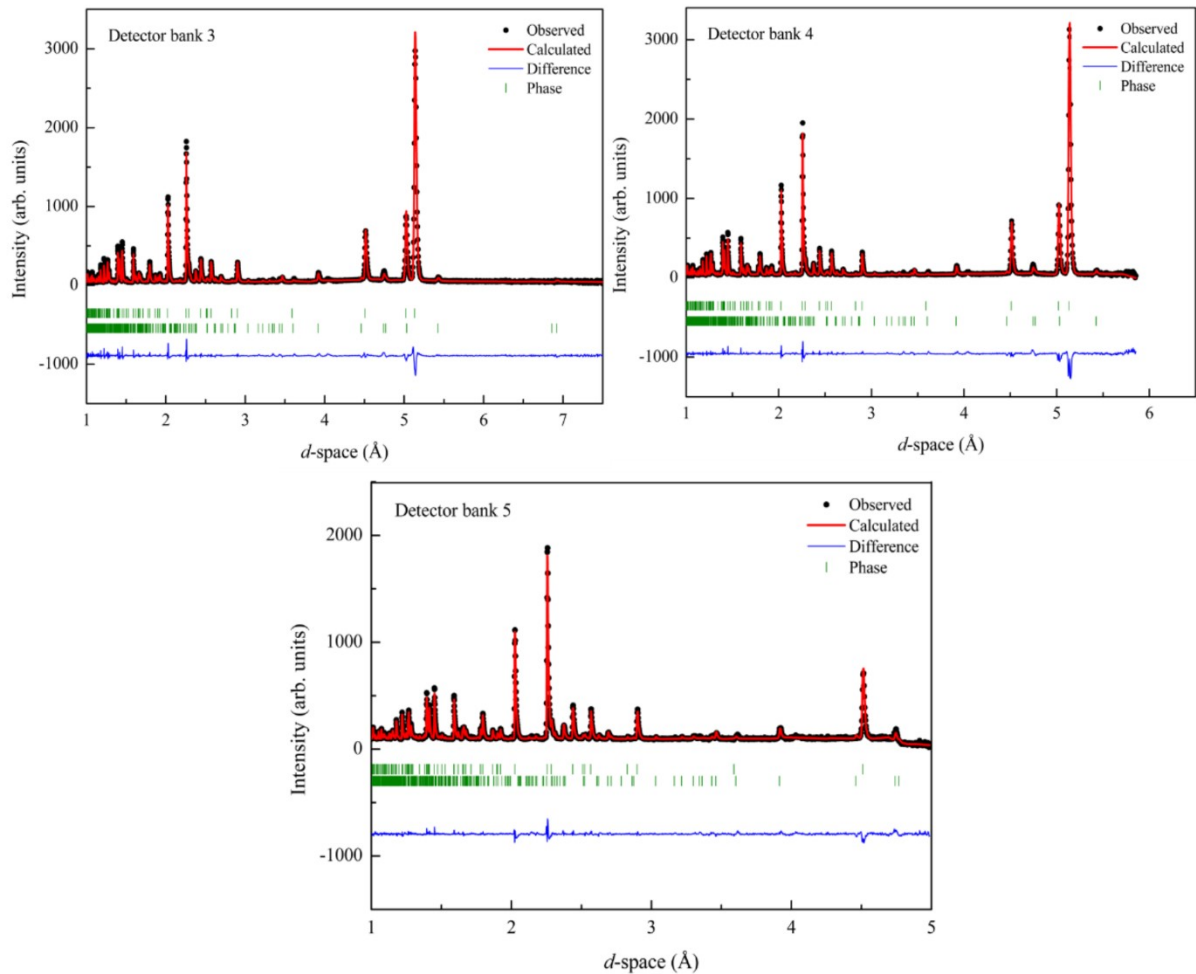 Detector bank 3
Observed
Calculated
Difference
Phase
3000
2000
1000
0
-1000
Intensity (arb. units)
1 2 3 4 5 6 7
d-space (Å)
Detector bank 4
Observed
Calculated
Difference
Phase
3000
2000
1000
0
-1000
Intensity (arb. units)
1 2 3 4 5 6
d-space (Å)
Detector bank 5
Observed
Calculated
Difference
Phase
2000
1000
0
-1000
Intensity (arb. units)
1 2 3 4 5
d-space (Å)